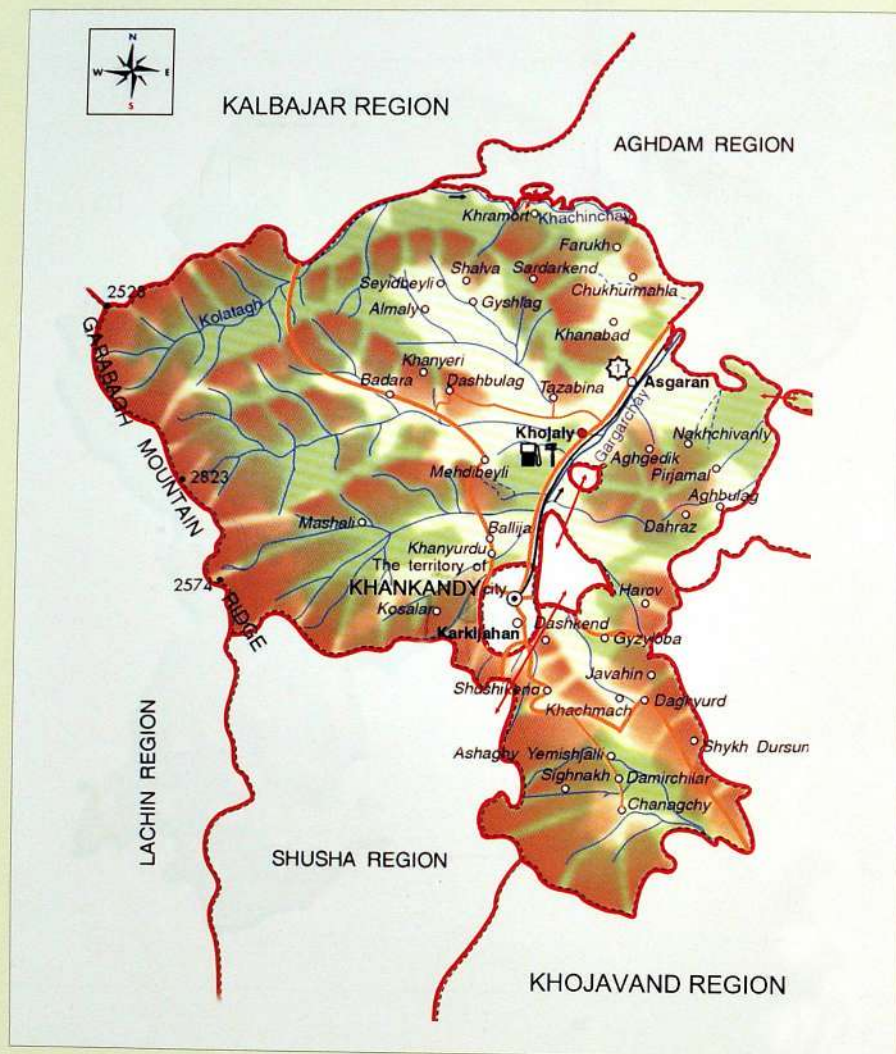 N
W E
S
KALBAJAR REGION
AGHDAM REGION
Khramort
Khachinchay
Farukh
Shalva
Sardarkend
Seyidbeyli
Chukhurmahla
2528
Kolatagh
Almaly
Gyshlag
Khanabad
GARABAGH MOUNTAIN RIDGE
Khanyeri
1
Badara
Dashbulag
Tazabina
Asgaran
Khojaly
Gargarchay
Nakhchivanly
Aghgedik
Mehdibeyli
Pirjamal
2823
Aghbulag
Mashali
Dahraz
Ballija
Khanyurdu
The territory of
KHANKANDY city
2574
Harov
Kosalar
Karkijahan
Dashkend
Gyzyloba
Javahin
Shushikend
Khachmach
Dagkyurd
Shykh Dursun
Ashaghy Yemishjalli
Sighnakh
Damirchilar
Chanagchy
LACHIN REGION
SHUSHA REGION
KHOJAVAND REGION